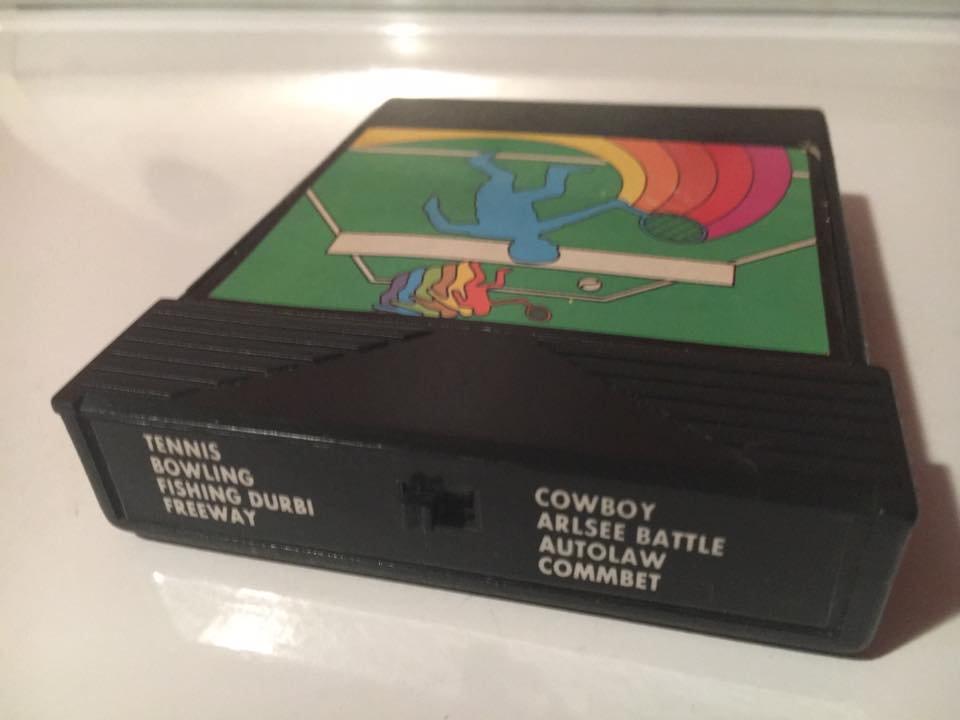 TENNIS
BOWLING
FISHING DURBI
FREEWAY
COWBOY
ARLSEE BATTLE
AUTOLAW
COMMBET